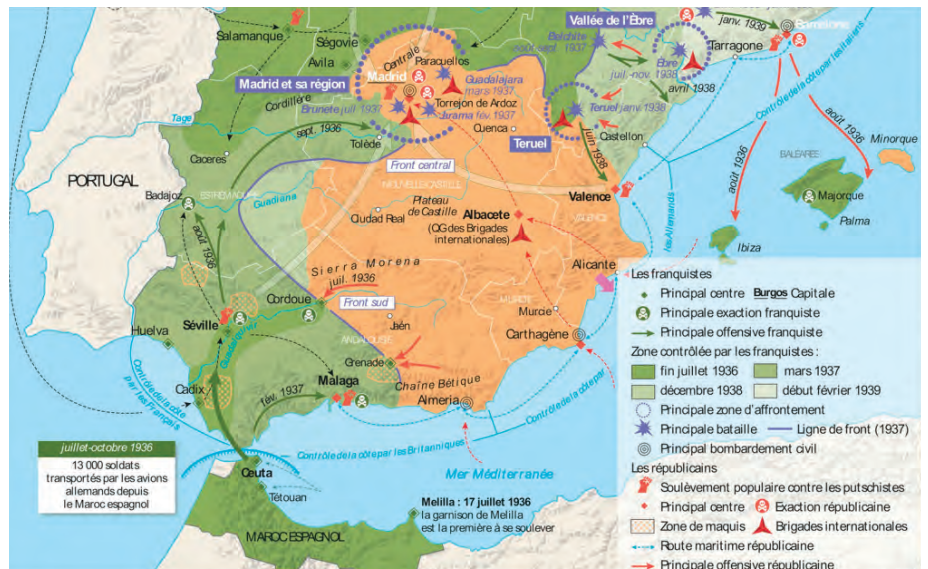 Salamanque
Ségovie
Avila
Vallée de l'Èbre
Belchite
août-sept. 1937
janv. 1939
Barcelone
Tarragone
Èbre
juil.-nov. 1938
avril 1938
Centrale
Paracuellos
Madrid
Madrid et sa région
Guadalajara
mars 1937
Torrejón de Ardoz
Brunete juil. 1937
Jarama fév. 1937
Cordillère
Teruel janv. 1938
Teruel
Contrôle de la côte par les Italiens
août 1936
août 1936
Minorque
BALÉARES
Majorque
Palma
Ibiza
Tage
sept. 1936
Caceres
Tolède
Cuenca
juin 1938
Castellon
Front central
PORTUGAL
Badajoz
ESTRÉMADURE
NOUVELLE CASTILLE
Guadiana
Plateau
de Castille
Ciudad Real
Valence
VALENCE
Albacete
(QG des Brigades
internationales)
les Allemands
Alicante
août 1936
Sierra Morena
juil. 1936
Cordoue
Front sud
Séville
Guadalquivir
Huelva
Jaén
MURCIE
Murcie
Carthagène
ANDALOUSIE
Grenade
Chaîne Bétique
Malaga
Almeria
fév. 1937
Cadix
Contrôle de la côte
par les Français
Contrôle de la côte par les Britanniques
Contrôle de la côte par
Mer Méditerranée
juillet-octobre 1936
13 000 soldats
transportés par les avions
allemands depuis
le Maroc espagnol
Ceuta
Tétouan
Melilla : 17 juillet 1936
la garnison de Melilla
est la première à se soulever
MAROC ESPAGNOL
Les franquistes
Principal centre Burgos Capitale
Principale exaction franquiste
Principale offensive franquiste
Zone contrôlée par les franquistes :
fin juillet 1936 mars 1937
décembre 1938 début février 1939
Principale zone d'affrontement
Principale bataille Ligne de front (1937)
Principal bombardement civil
Les républicains
Soulèvement populaire contre les putschistes
Principal centre Exaction républicaine
Zone de maquis Brigades internationales
Route maritime républicaine
Principale offensive républicaine